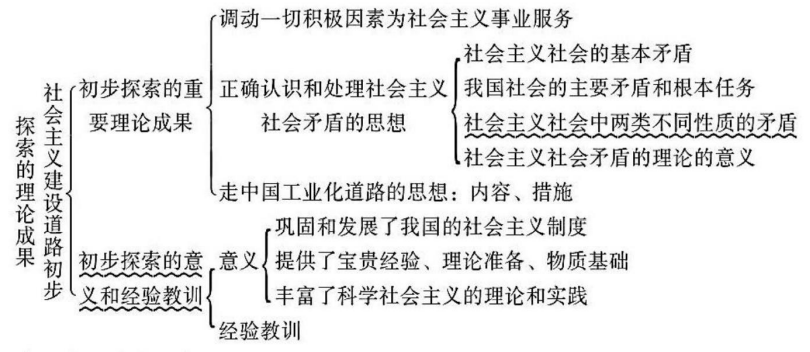 社会主义建设道路初步
探索的理论成果
初步探索的重
要理论成果
调动一切积极因素为社会主义事业服务
正确认识和处理社会主义
社会矛盾的思想
社会主义社会的基本矛盾
我国社会的主要矛盾和根本任务
社会主义社会中两类不同性质的矛盾
社会主义社会矛盾的理论的意义
走中国工业化道路的思想：内容、措施
初步探索的意
义和经验教训
意义
巩固和发展了我国的社会主义制度
提供了宝贵经验、理论准备、物质基础
丰富了科学社会主义的理论和实践
经验教训